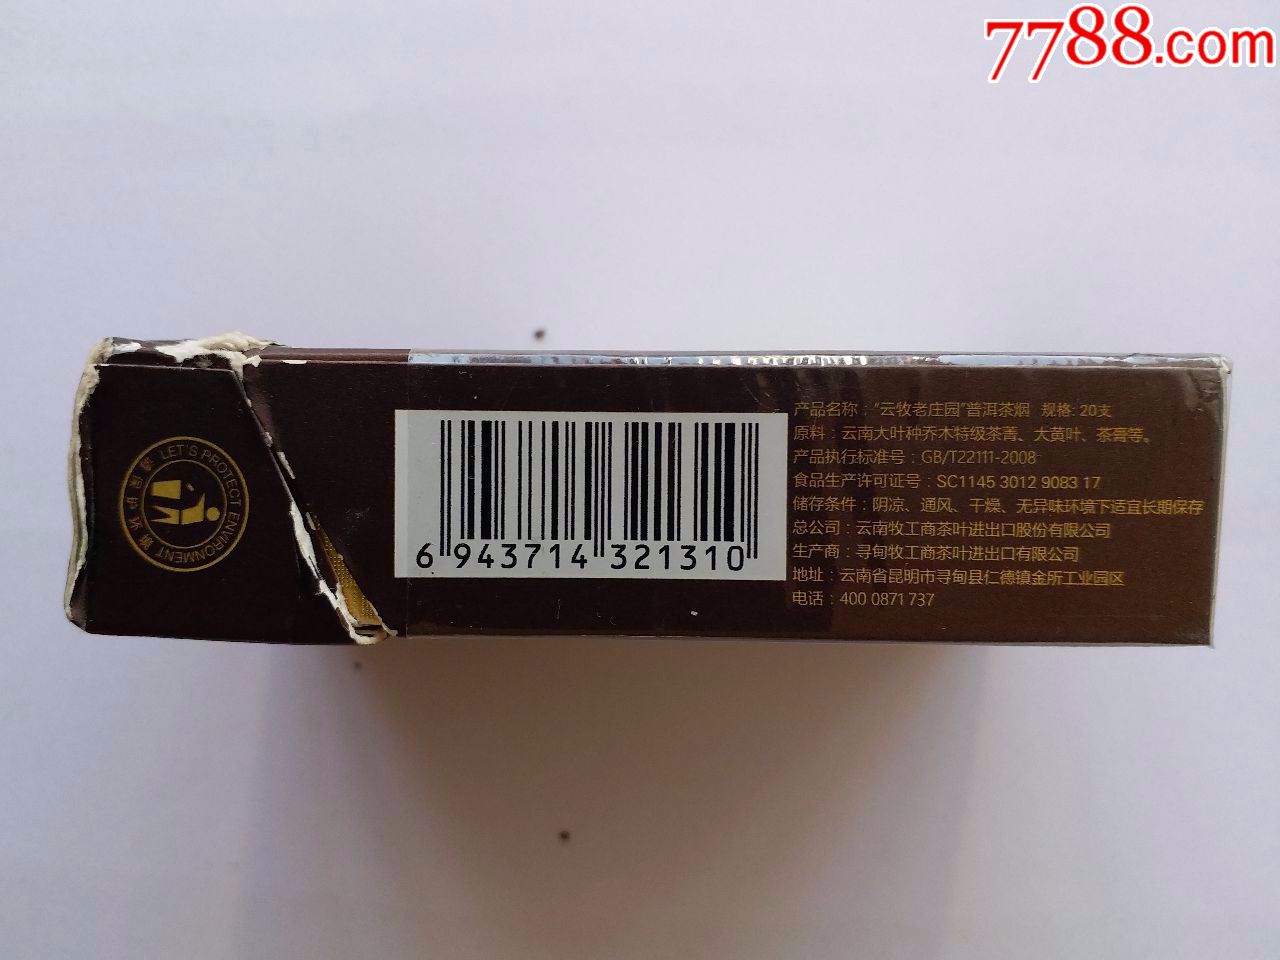 7788.com
LET'S PROTECT ENVIRONMENT
6 943714 321310
产品名称："云牧老庄园"普洱茶烟 规格: 20支
原料：云南大叶种乔木特级茶菁、大黄叶、茶膏等。
产品执行标准号：GB/T22111-2008
食品生产许可证号：SC1145 3012 9083 17
储存条件：阴凉、通风、干燥、无异味环境下适宜长期保存
总公司：云南牧工商茶叶进出口股份有限公司
生产商：寻甸牧工商茶叶进出口有限公司
地址：云南省昆明市寻甸县仁德镇金所工业园区
电话：400 0871 737